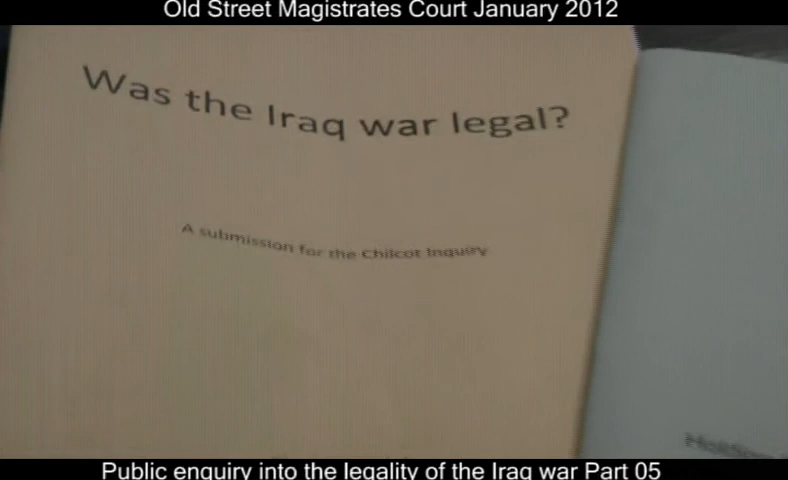 Old Street Magistrates Court January 2012
Was the Iraq war legal?
A submission for the Chilcot Inquiry
Public enquiry into the legality of the Iraq war Part 05